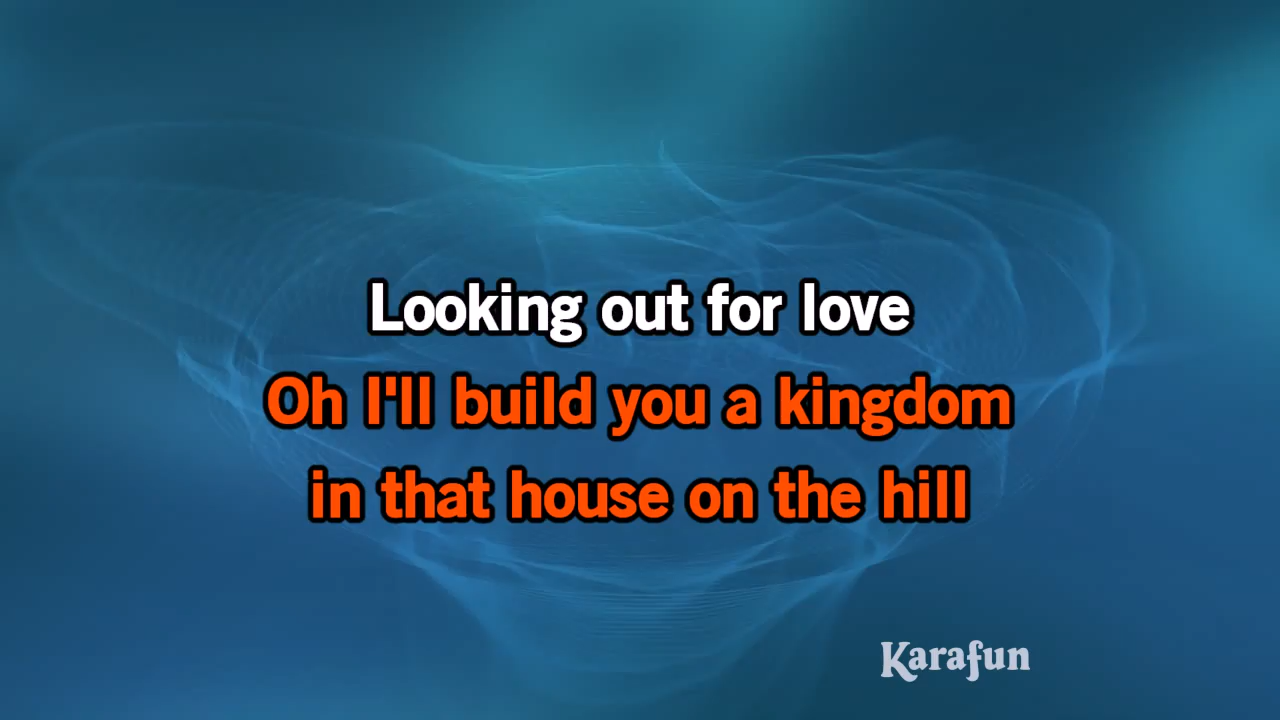 Looking out for love
Oh I'll build you a kingdom
in that house on the hill
Karafun